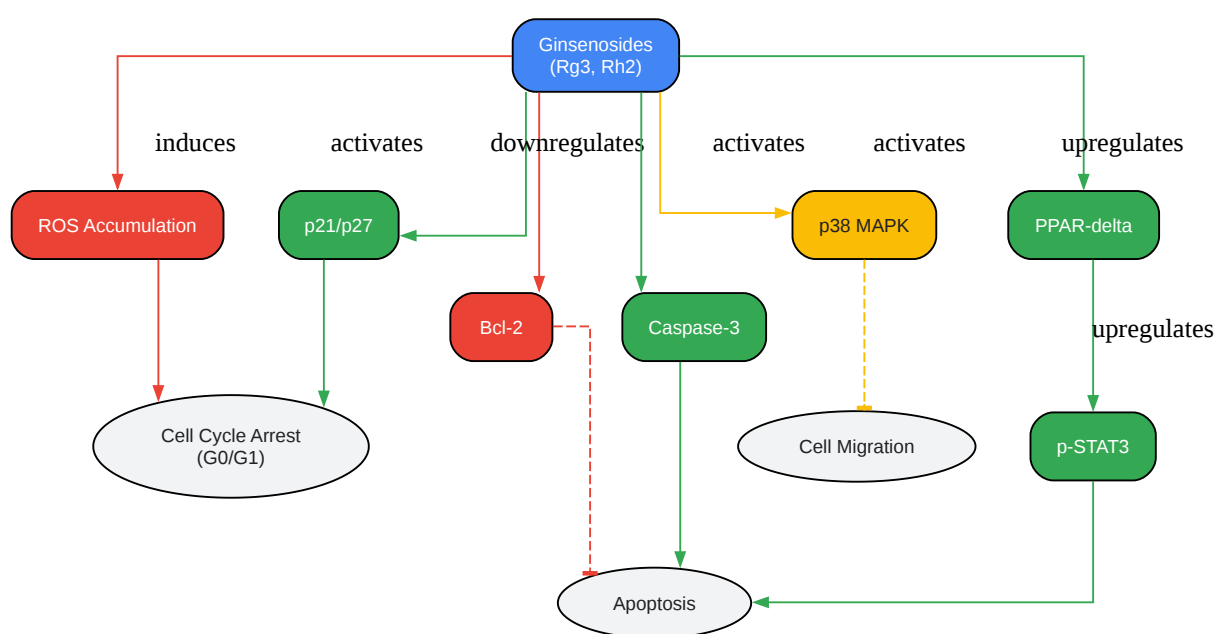 Ginsenosides
(Rg3, Rh2)
induces
activates
downregulates
activates
activates
upregulates
ROS Accumulation
p21/p27
p38 MAPK
PPAR-delta
Bcl-2
Caspase-3
upregulates
Cell Cycle Arrest
(G0/G1)
Cell Migration
p-STAT3
Apoptosis